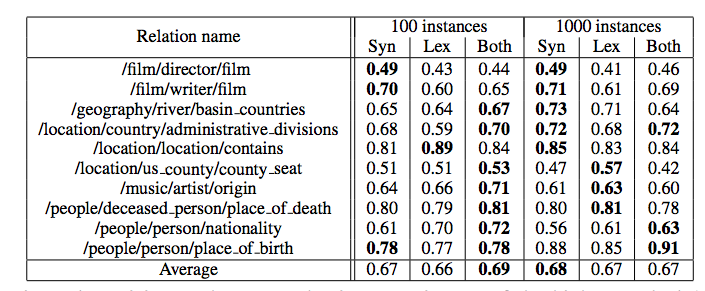 Relation name 100 instances 1000 instances
Syn Lex Both Syn Lex Both
/film/director/film 0.49 0.43 0.44 0.49 0.41 0.46
/film/writer/film 0.70 0.60 0.65 0.71 0.61 0.69
/geography/river/basin_countries 0.65 0.64 0.67 0.73 0.71 0.64
/location/country/administrative_divisions 0.68 0.59 0.70 0.72 0.68 0.72
/location/location/contains 0.81 0.89 0.84 0.85 0.83 0.84
/location/us_county/county_seat 0.51 0.51 0.53 0.47 0.57 0.42
/music/artist/origin 0.64 0.66 0.71 0.61 0.63 0.60
/people/deceased_person/place_of_death 0.80 0.79 0.81 0.80 0.81 0.78
/people/person/nationality 0.61 0.70 0.72 0.56 0.61 0.63
/people/person/place_of_birth 0.78 0.77 0.78 0.88 0.85 0.91
Average 0.67 0.66 0.69 0.68 0.67 0.67